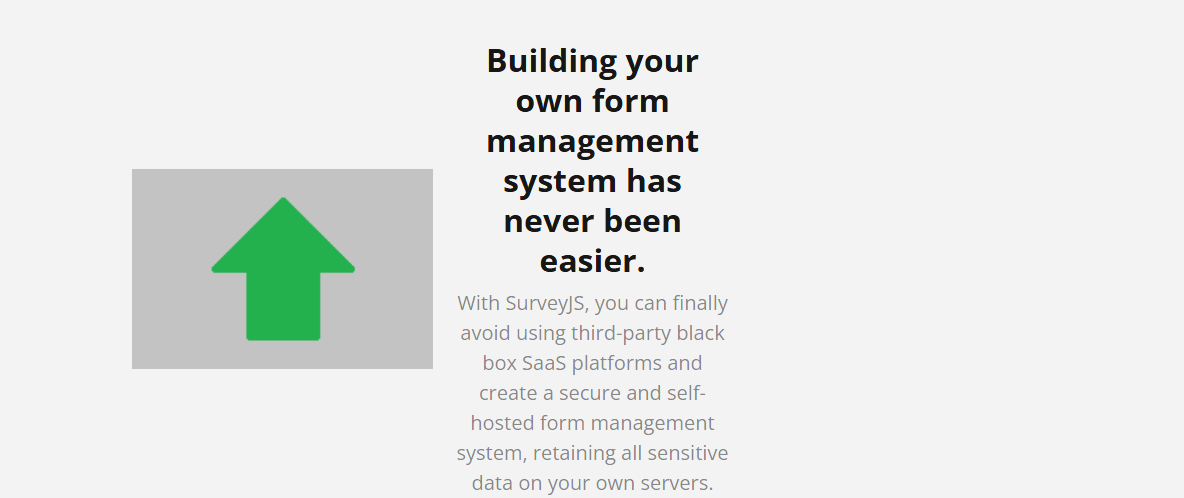 Building your
own form
management
system has
never been
easier.
With SurveyJS, you can finally
avoid using third-party black
box SaaS platforms and
create a secure and self-
hosted form management
system, retaining all sensitive
data on your own servers.